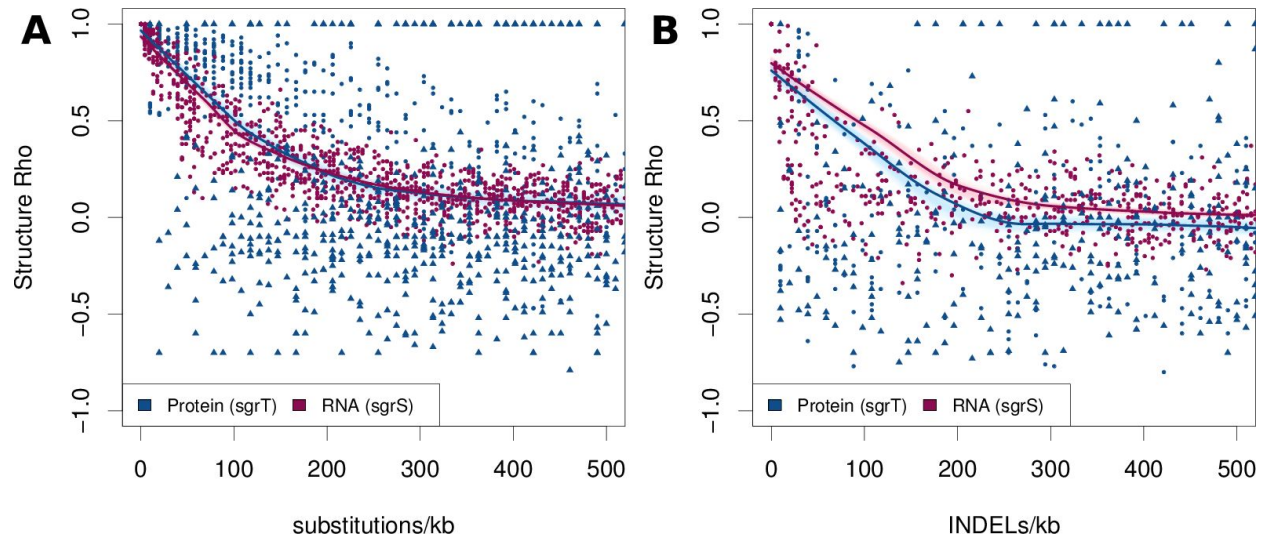 A
Structure Rho
1.0
0.5
0.0
−0.5
−1.0
Protein (sgrT) RNA (sgrS)
0 100 200 300 400 500
substitutions/kb
B
Structure Rho
1.0
0.5
0.0
−0.5
−1.0
Protein (sgrT) RNA (sgrS)
0 100 200 300 400 500
INDELs/kb